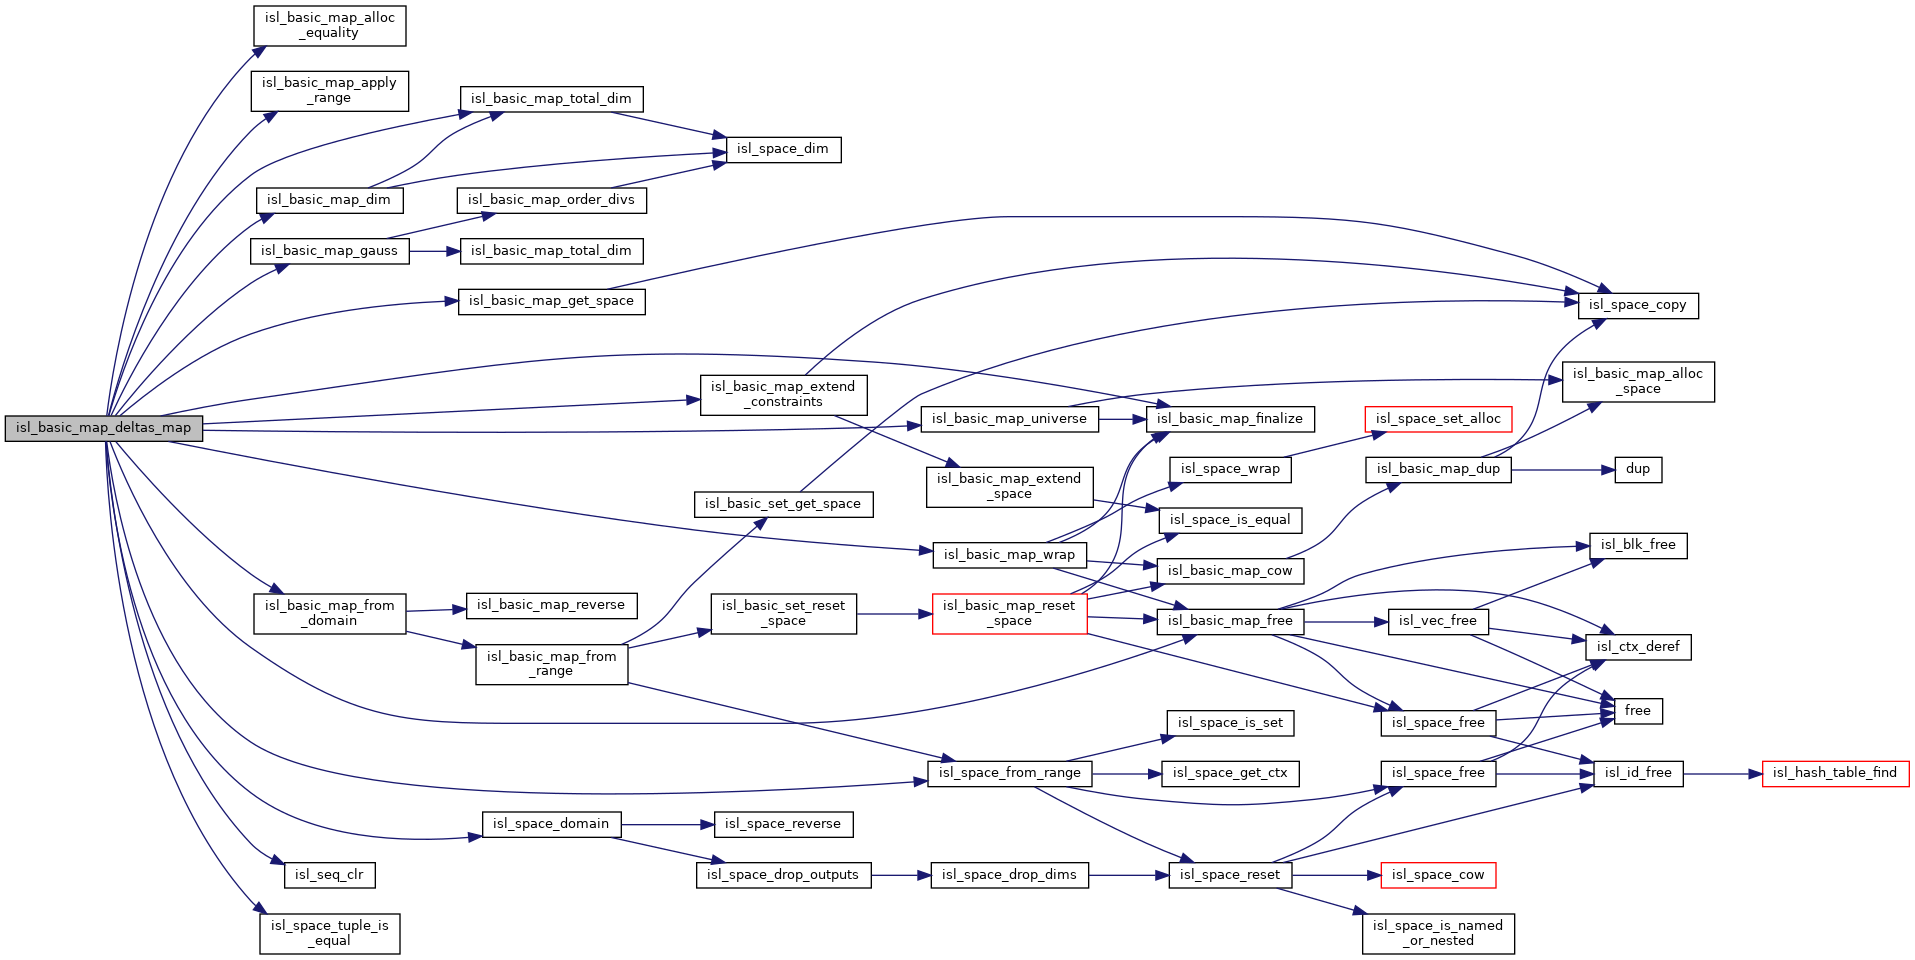 isl_basic_map_deltas_map
isl_basic_map_alloc
_equality
isl_basic_map_apply
_range
isl_basic_map_total_dim
isl_space_dim
isl_basic_map_dim
isl_basic_map_order_divs
isl_basic_map_gauss
isl_basic_map_total_dim
isl_basic_map_get_space
isl_space_copy
isl_basic_map_extend
_constraints
isl_basic_map_universe
isl_basic_map_finalize
isl_basic_map_alloc
_space
isl_space_set_alloc
isl_space_wrap
isl_basic_map_dup
dup
isl_basic_map_extend
_space
isl_basic_set_get_space
isl_space_is_equal
isl_basic_map_wrap
isl_basic_map_cow
isl_blk_free
isl_basic_map_from
_domain
isl_basic_map_reverse
isl_basic_set_reset
_space
isl_basic_map_reset
_space
isl_basic_map_free
isl_vec_free
isl_ctx_deref
isl_basic_map_from
_range
free
isl_space_is_set
isl_space_free
isl_space_from_range
isl_space_get_ctx
isl_space_free
isl_id_free
isl_hash_table_find
isl_space_domain
isl_space_reverse
isl_seq_clr
isl_space_drop_outputs
isl_space_drop_dims
isl_space_reset
isl_space_cow
isl_space_tuple_is
_equal
isl_space_is_named
_or_nested